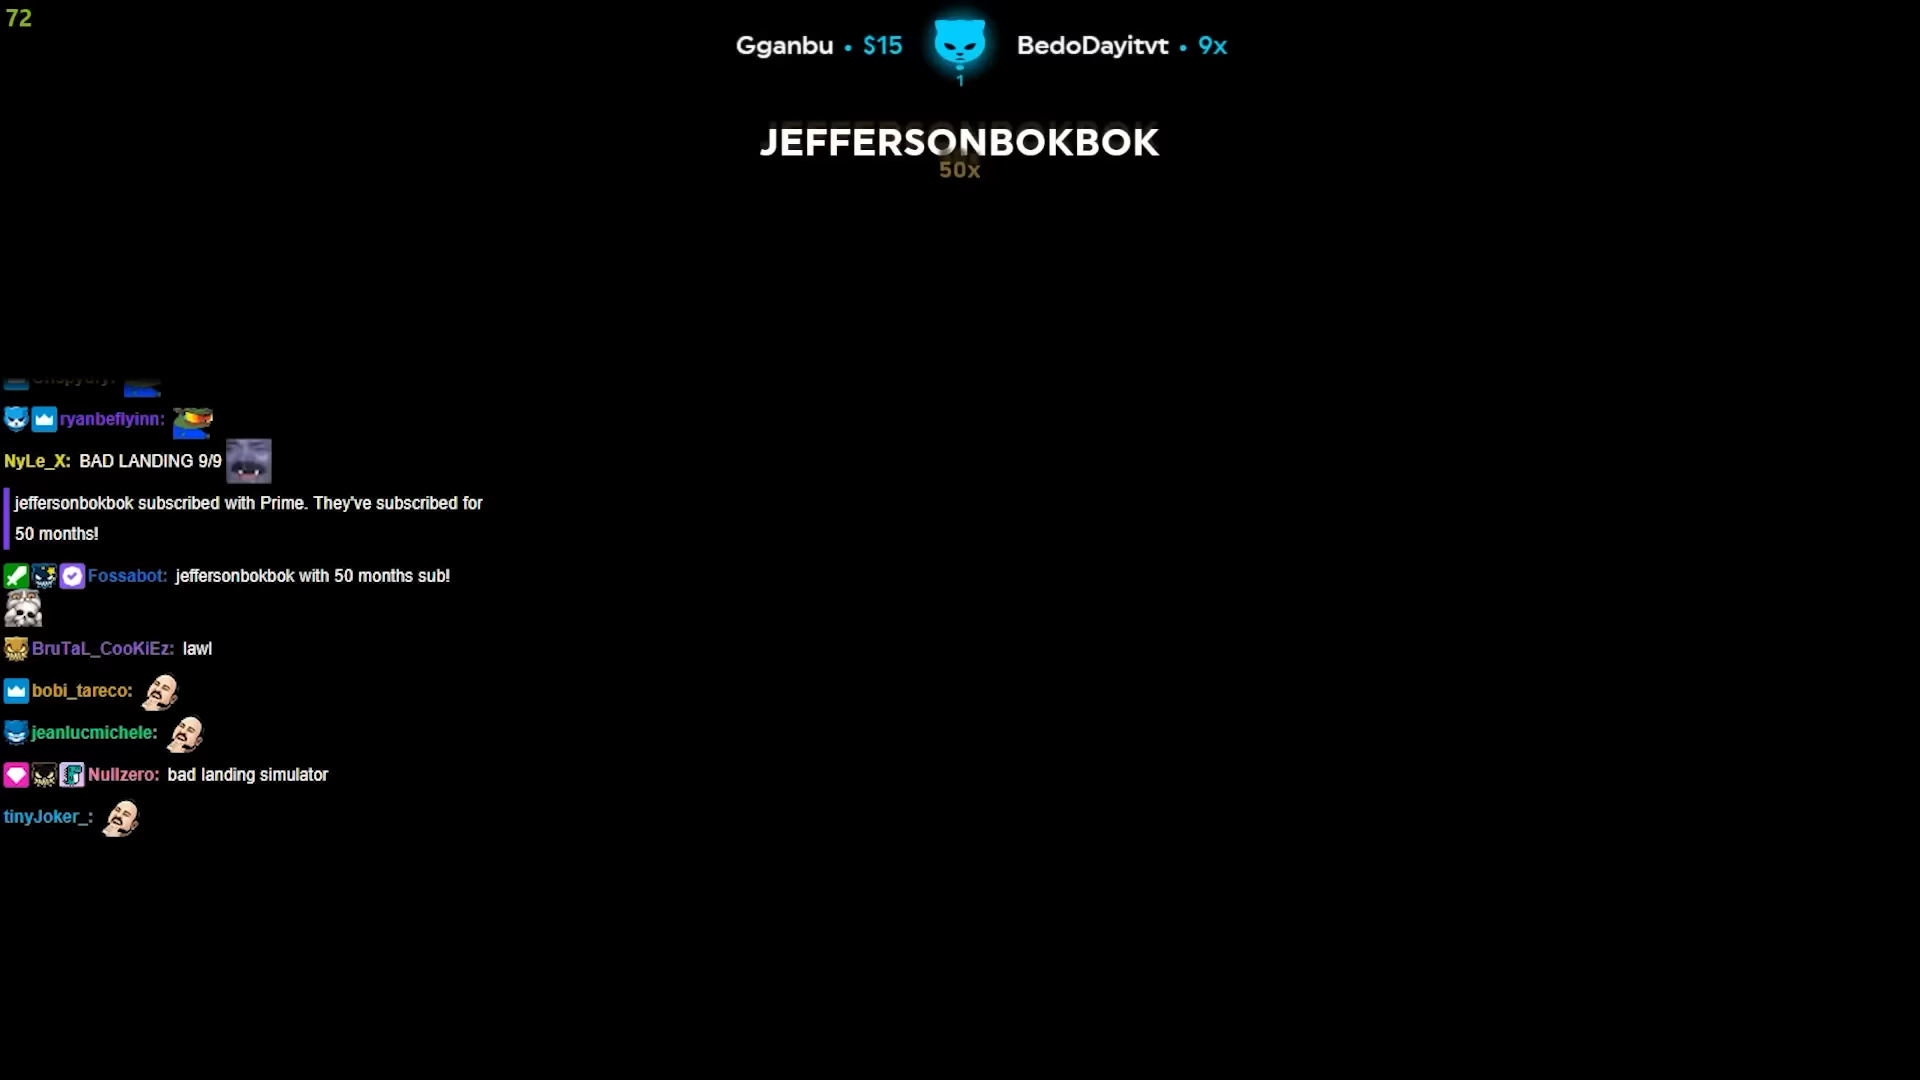 72
Gganbu • $15
1
BedoDayitvt • 9x
JEFFERSONBOKBOK
50x
ryanbeflyinn:
NyLe_X: BAD LANDING 9/9
jeffersonbokbok subscribed with Prime. They've subscribed for
50 months!
Fossabot: jeffersonbokbok with 50 months sub!
BruTaL_CooKiEz: lawl
bobi_tareco:
jeanlucmichele:
Nullzero: bad landing simulator
tinyJoker_: